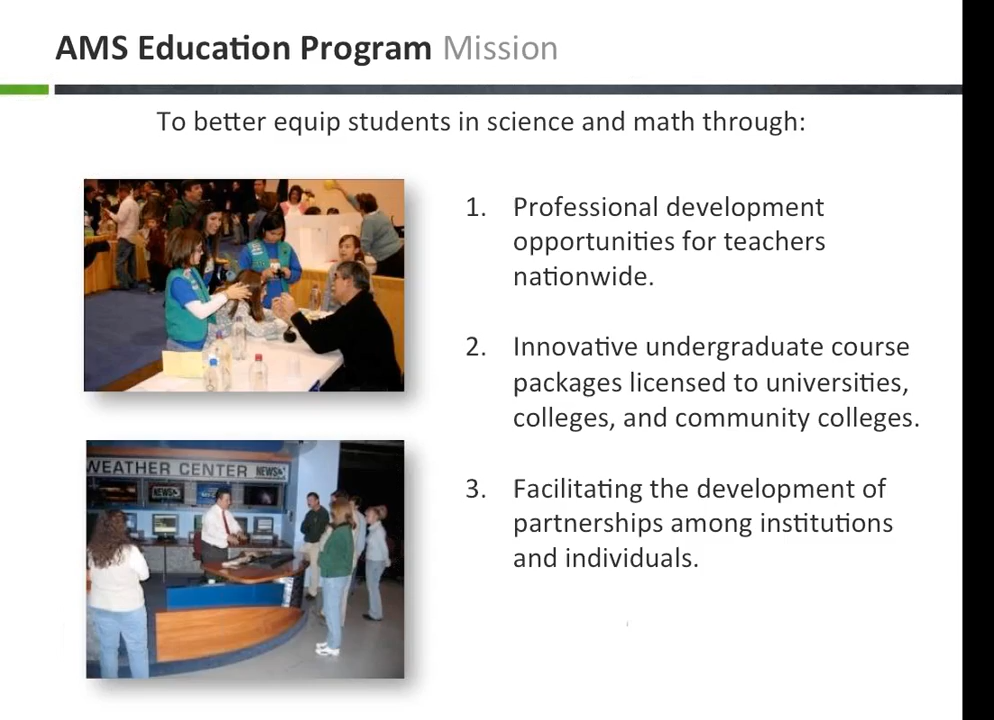 AMS Education Program Mission
To better equip students in science and math through:
1. Professional development
opportunities for teachers
nationwide.
2. Innovative undergraduate course
packages licensed to universities,
colleges, and community colleges.
3. Facilitating the development of
partnerships among institutions
and individuals.
WEATHER CENTER NEWS
NEWS